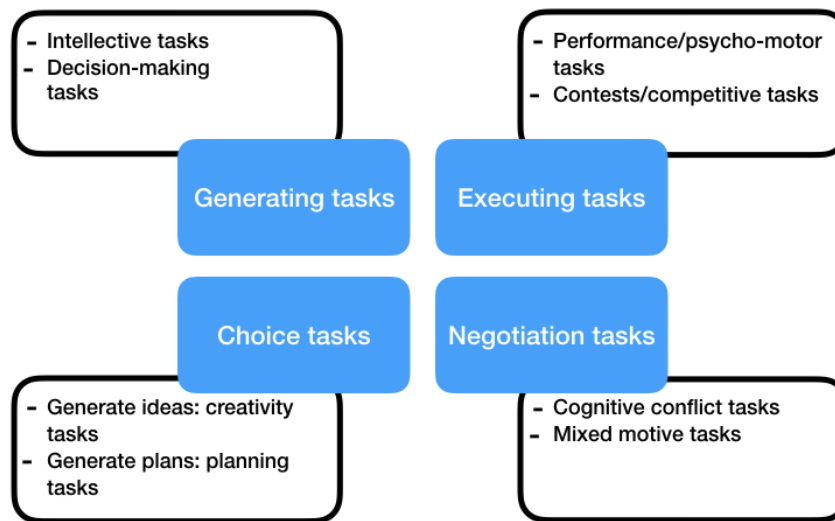 - Intellective tasks
- Decision-making
tasks
- Performance/psycho-motor
tasks
- Contests/competitive tasks
Generating tasks
Executing tasks
Choice tasks
Negotiation tasks
- Generate ideas: creativity
tasks
- Generate plans: planning
tasks
- Cognitive conflict tasks
- Mixed motive tasks